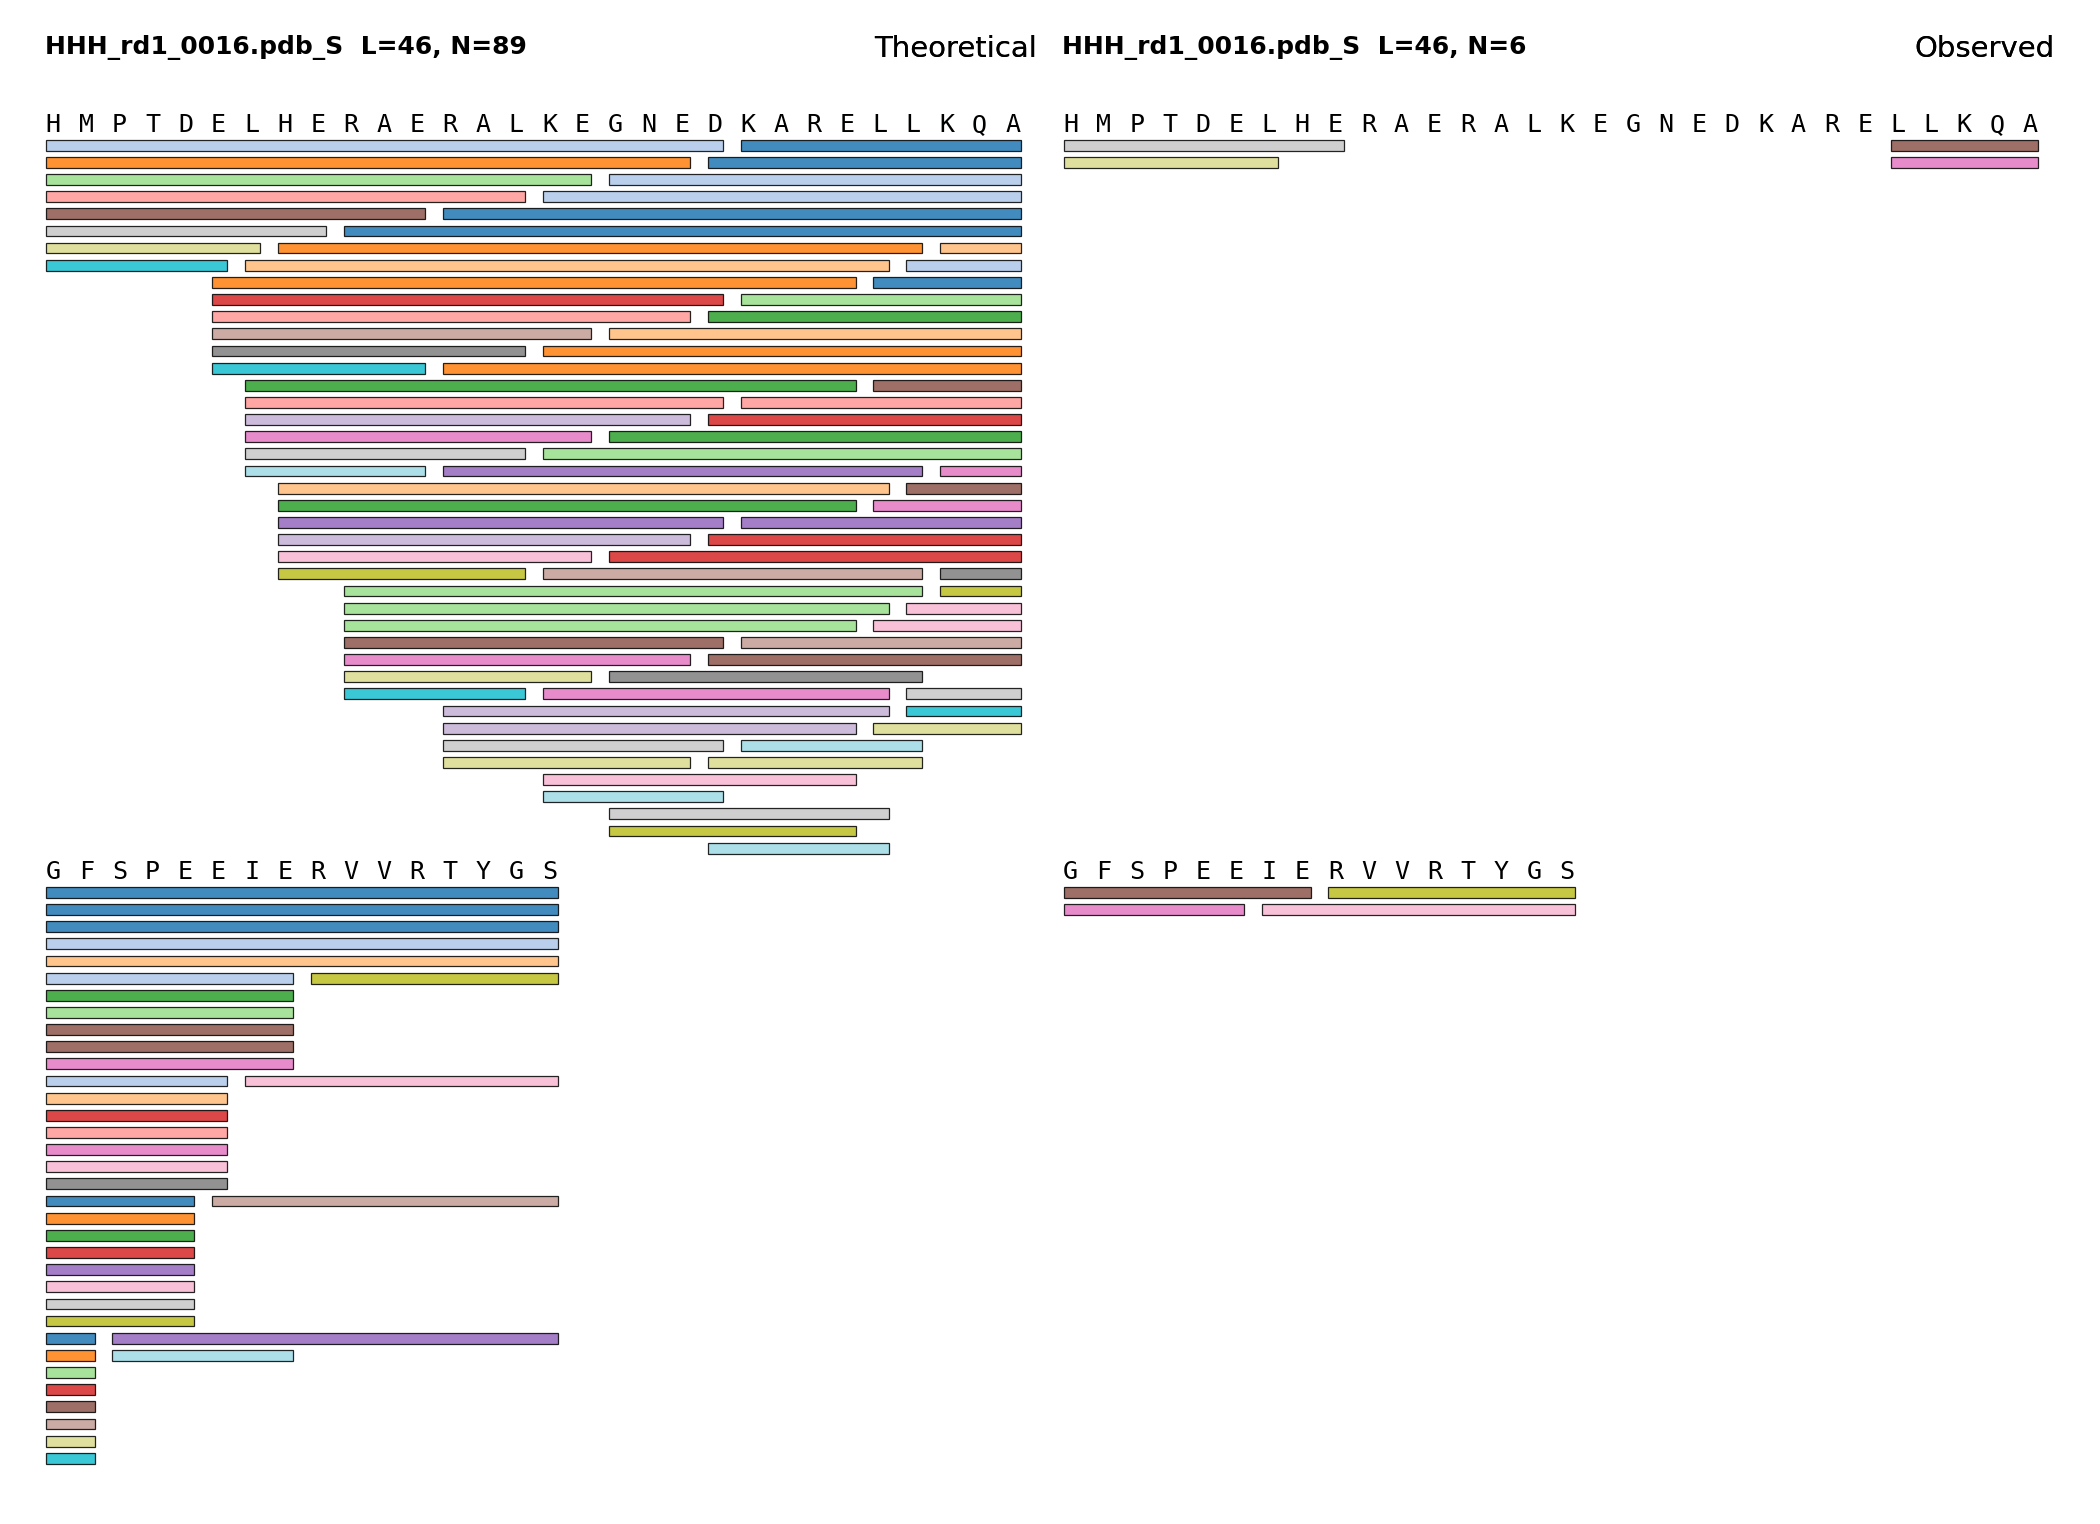 HHH_rd1_0016.pdb_S L=46, N=89 Theoretical
HHH_rd1_0016.pdb_S L=46, N=6 Observed
H M P T D E L H E R A E R A L K E G N E D K A R E L L K Q A
H M P T D E L H E R A E R A L K E G N E D K A R E L L K Q A
G F S P E E I E R V V R T Y G S
G F S P E E I E R V V R T Y G S